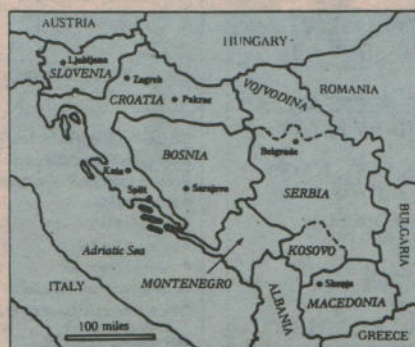 AUSTRIA
HUNGARY
Ljubljana
SLOVENIA
Zagreb
CROATIA
Pakrac
VOJVODINA
ROMANIA
BOSNIA
Belgrade
Knin
Sarajevo
Split
SERBIA
BULGARIA
Adriatic Sea
KOSOVO
MONTENEGRO
Skopje
ITALY
ALBANIA
MACEDONIA
100 miles
GREECE